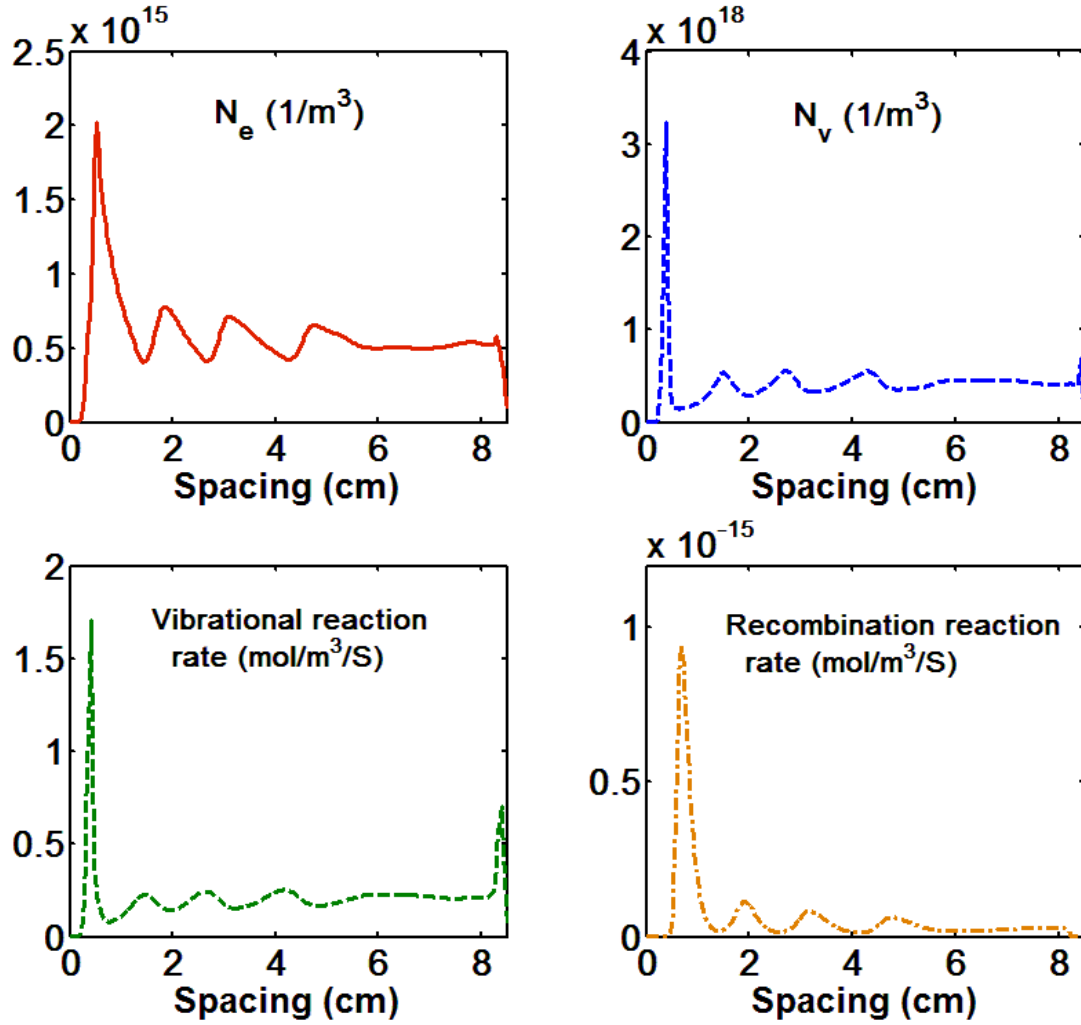 x 10^15
2.5
2
1.5
1
0.5
0
N_e (1/m^3)
0 2 4 6 8
Spacing (cm)
x 10^18
4
3
2
1
0
N_v (1/m^3)
0 2 4 6 8
Spacing (cm)
2
1.5
1
0.5
0
Vibrational reaction
rate (mol/m^3/S)
0 2 4 6 8
Spacing (cm)
x 10^-15
0.5
0
Recombination reaction
rate (mol/m^3/S)
0 2 4 6 8
Spacing (cm)